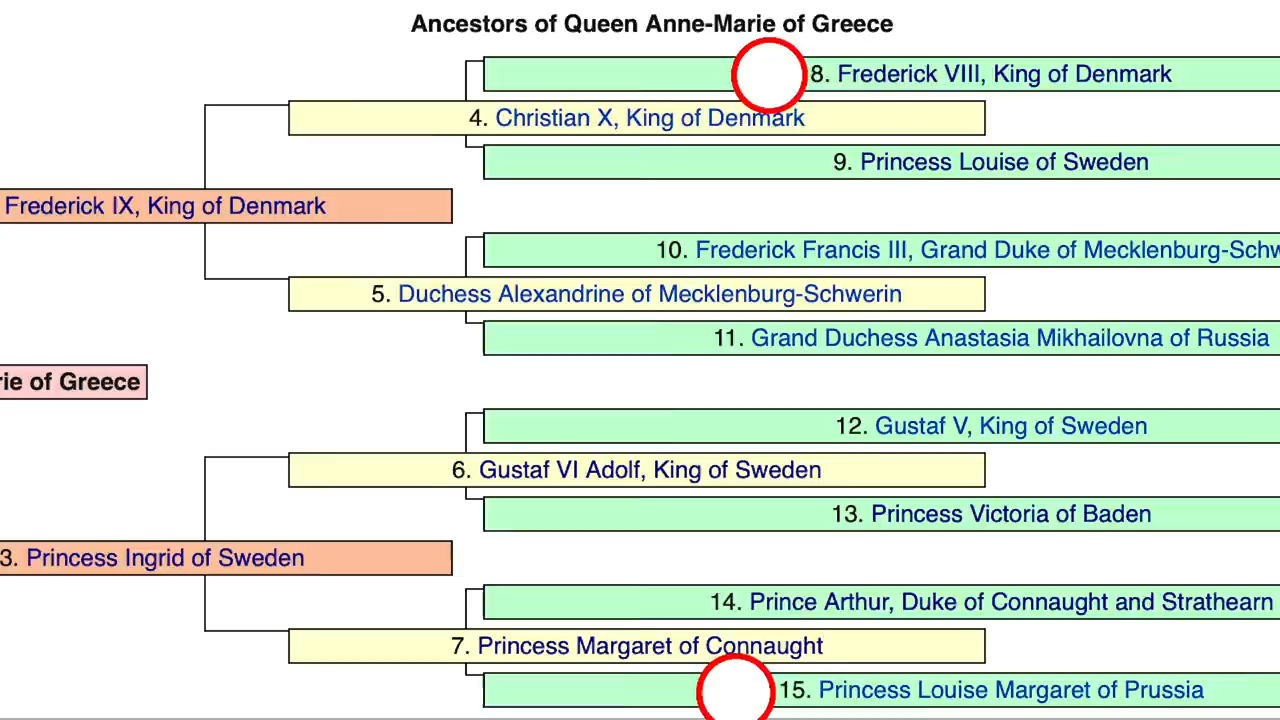 Ancestors of Queen Anne-Marie of Greece
8. Frederick VIII, King of Denmark
4. Christian X, King of Denmark
9. Princess Louise of Sweden
Frederick IX, King of Denmark
10. Frederick Francis III, Grand Duke of Mecklenburg-Schw
5. Duchess Alexandrine of Mecklenburg-Schwerin
11. Grand Duchess Anastasia Mikhailovna of Russia
rie of Greece
12. Gustaf V, King of Sweden
6. Gustaf VI Adolf, King of Sweden
13. Princess Victoria of Baden
3. Princess Ingrid of Sweden
14. Prince Arthur, Duke of Connaught and Strathearn
7. Princess Margaret of Connaught
15. Princess Louise Margaret of Prussia